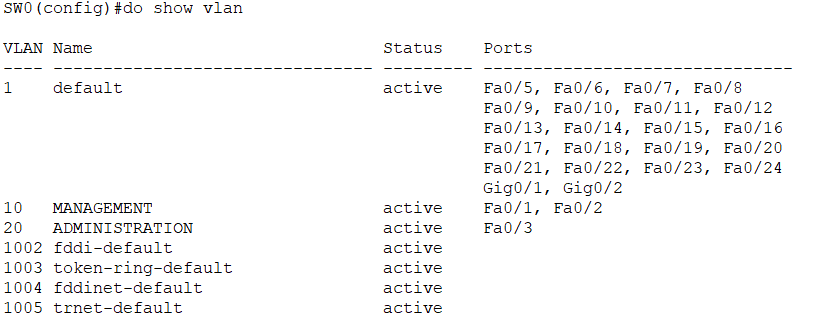 SW0(config)#do show vlan
VLAN Name                             Status    Ports
---- -------------------------------- --------- -------------------------------
1    default                          active    Fa0/5, Fa0/6, Fa0/7, Fa0/8
                                                Fa0/9, Fa0/10, Fa0/11, Fa0/12
                                                Fa0/13, Fa0/14, Fa0/15, Fa0/16
                                                Fa0/17, Fa0/18, Fa0/19, Fa0/20
                                                Fa0/21, Fa0/22, Fa0/23, Fa0/24
                                                Gig0/1, Gig0/2
10   MANAGEMENT                       active    Fa0/1, Fa0/2
20   ADMINISTRATION                   active    Fa0/3
1002 fddi-default                     active
1003 token-ring-default               active
1004 fddinet-default                  active
1005 trnet-default                    active